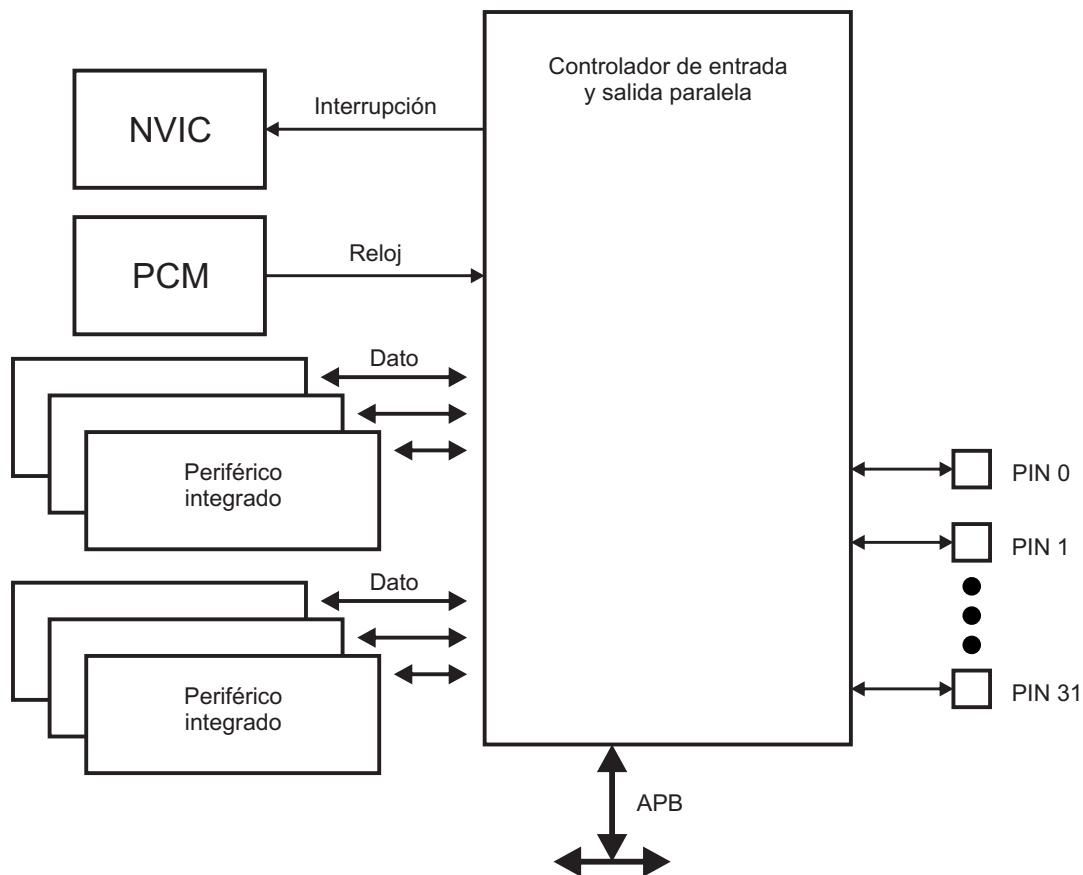 Controlador de entrada
y salida paralela
NVIC
Interrupción
PCM
Reloj
Dato
Periférico
integrado
PIN 0
PIN 1
Dato
Periférico
integrado
PIN 31
APB